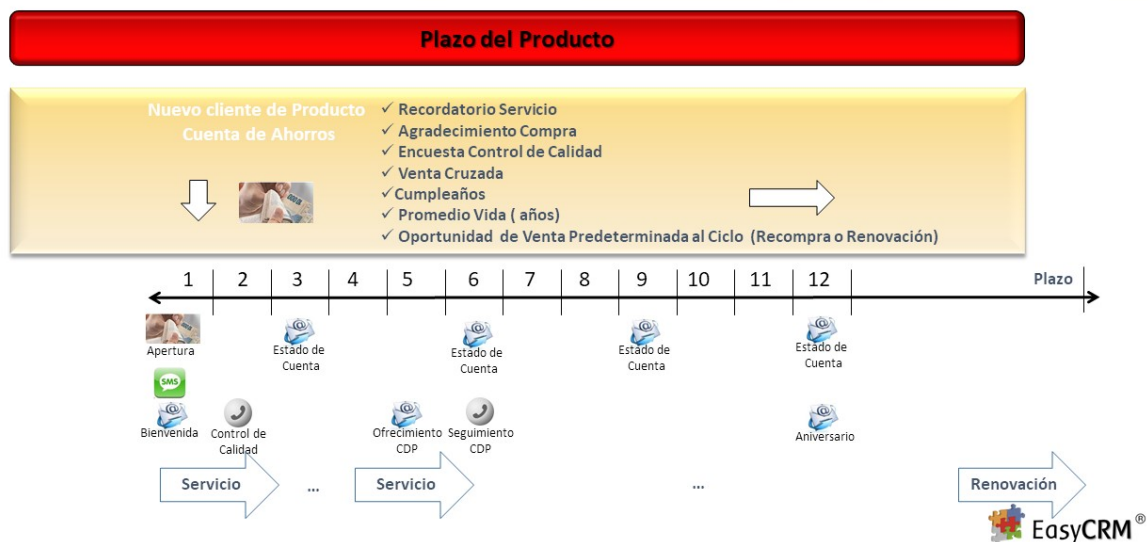 Plazo del Producto
Nuevo cliente de Producto
Cuenta de Ahorros
✓ Recordatorio Servicio
✓ Agradecimiento Compra
✓ Encuesta Control de Calidad
✓ Venta Cruzada
✓ Cumpleaños
✓ Promedio Vida ( años)
✓ Oportunidad de Venta Predeterminada al Ciclo (Recompra o Renovación)
1 2 3 4 5 6 7 8 9 10 11 12 Plazo
Apertura
Estado de
Cuenta
Estado de
Cuenta
Estado de
Cuenta
Estado de
Cuenta
SMS
Bienvenida
Control de
Calidad
Ofrecimiento
CDP
Seguimiento
CDP
Aniversario
Servicio
...
Servicio
...
Renovación
EasyCRM®